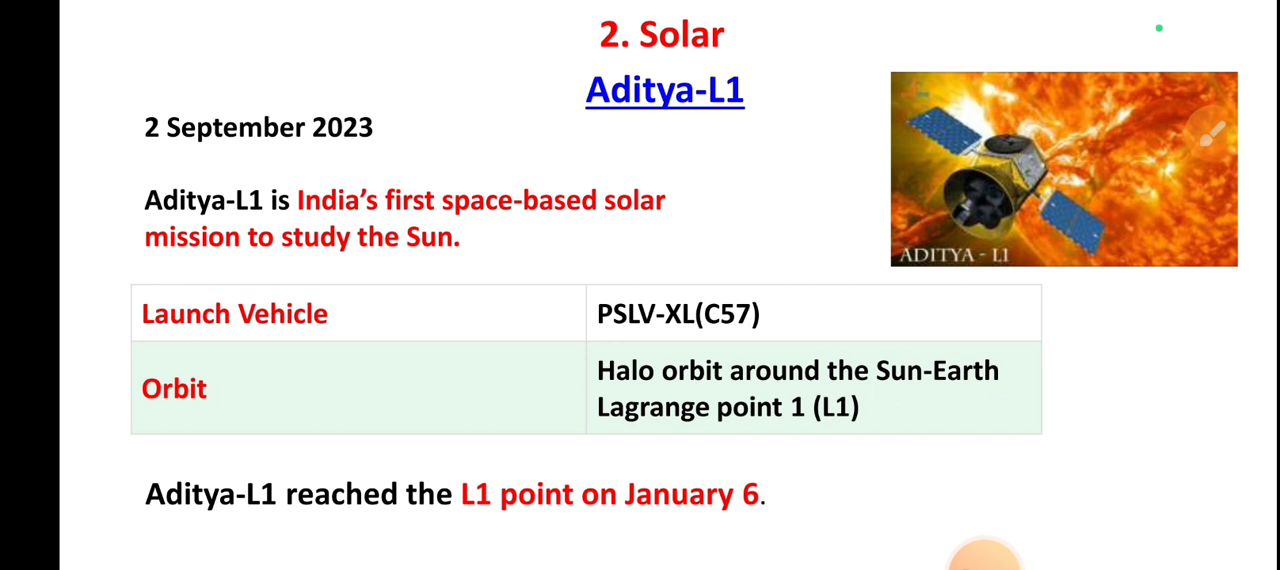 2. Solar
Aditya-L1
2 September 2023
Aditya-L1 is India's first space-based solar
mission to study the Sun.
ADITYA - L1
Launch Vehicle PSLV-XL(C57)
Orbit Halo orbit around the Sun-Earth
Lagrange point 1 (L1)
Aditya-L1 reached the L1 point on January 6.